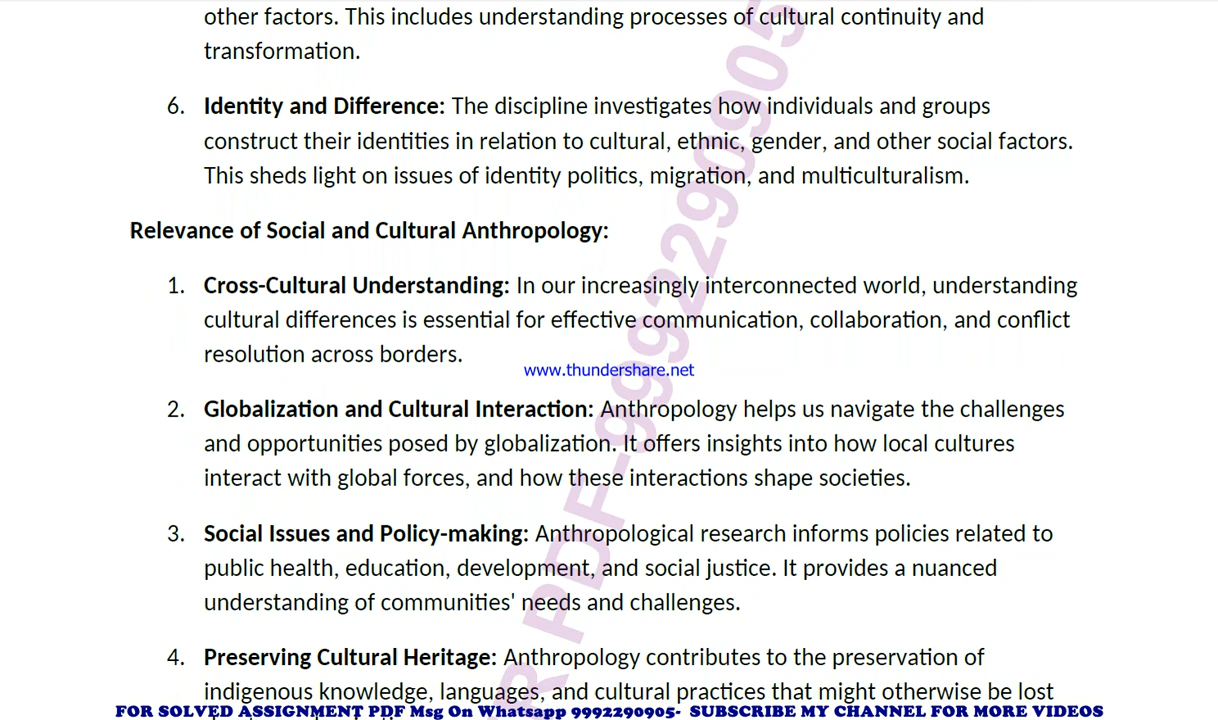 other factors. This includes understanding processes of cultural continuity and
transformation.
6. Identity and Difference: The discipline investigates how individuals and groups
construct their identities in relation to cultural, ethnic, gender, and other social factors.
This sheds light on issues of identity politics, migration, and multiculturalism.
Relevance of Social and Cultural Anthropology:
1. Cross-Cultural Understanding: In our increasingly interconnected world, understanding
cultural differences is essential for effective communication, collaboration, and conflict
resolution across borders.
www.thundershare.net
2. Globalization and Cultural Interaction: Anthropology helps us navigate the challenges
and opportunities posed by globalization. It offers insights into how local cultures
interact with global forces, and how these interactions shape societies.
3. Social Issues and Policy-making: Anthropological research informs policies related to
public health, education, development, and social justice. It provides a nuanced
understanding of communities' needs and challenges.
4. Preserving Cultural Heritage: Anthropology contributes to the preservation of
indigenous knowledge, languages, and cultural practices that might otherwise be lost
R PDF-9992290905
FOR SOLVED ASSIGNMENT PDF Msg On Whatsapp 9992290905- SUBSCRIBE MY CHANNEL FOR MORE VIDEOS